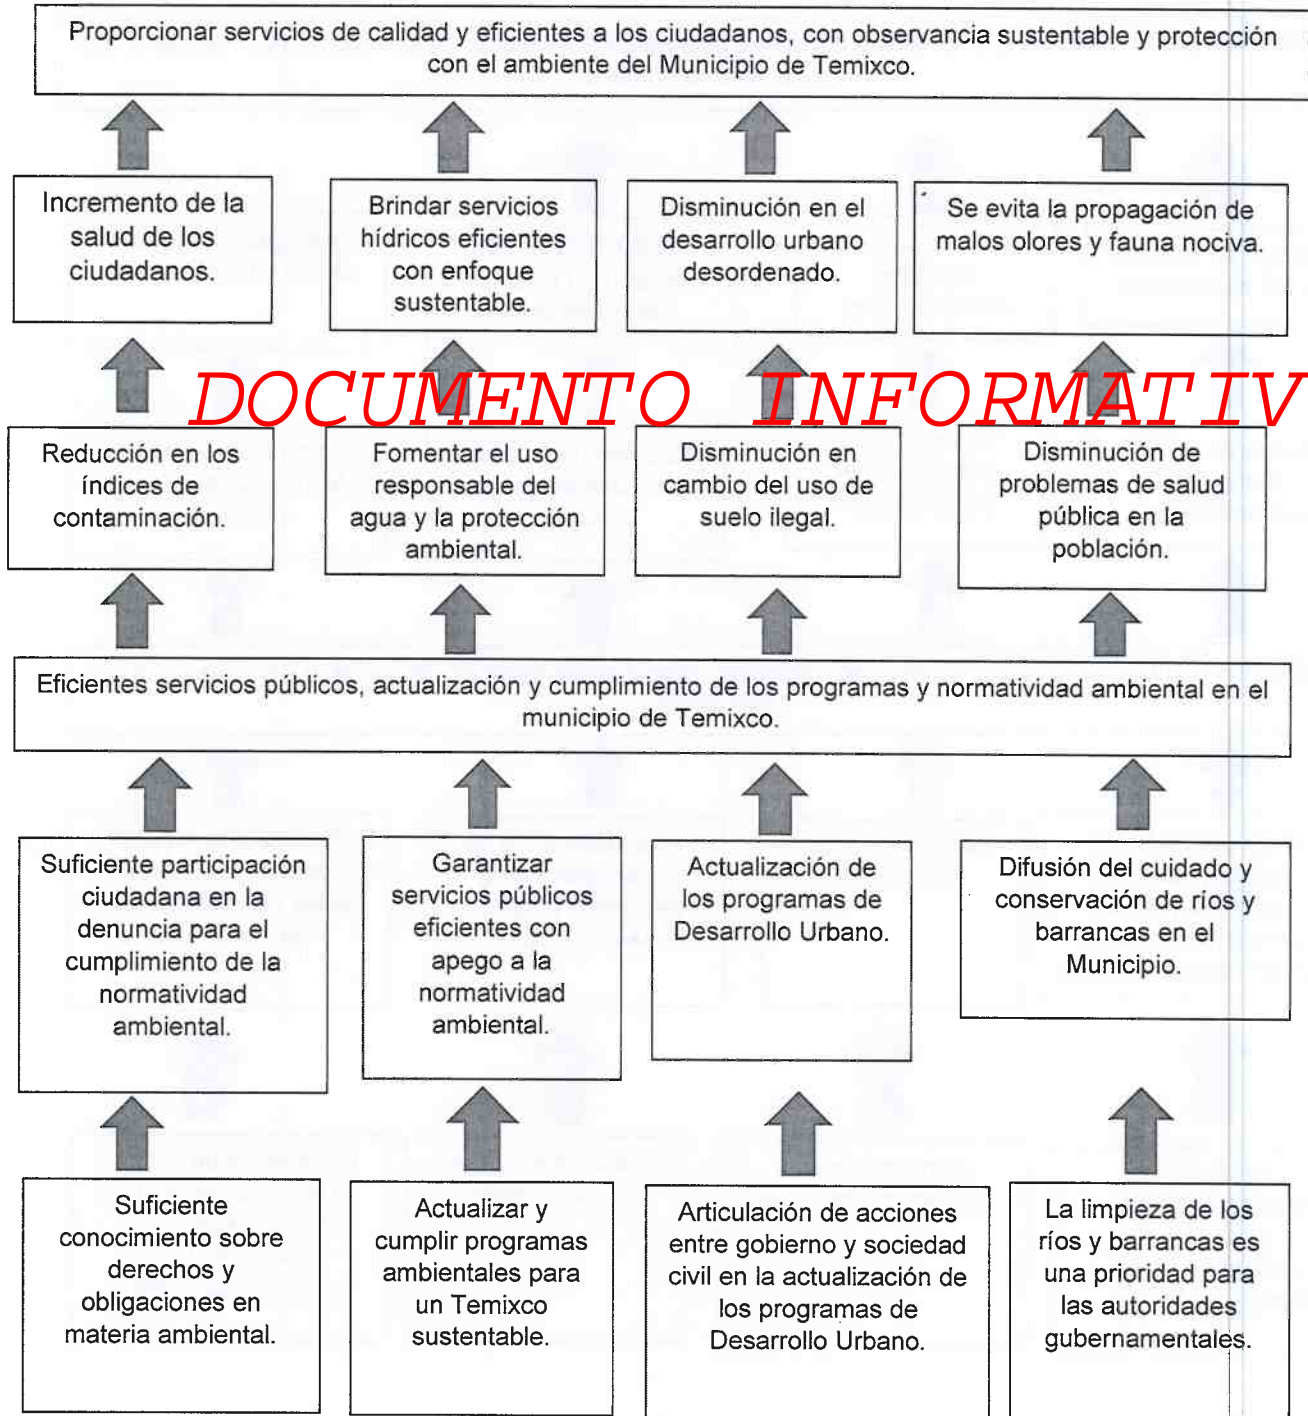 Proporcionar servicios de calidad y eficientes a los ciudadanos, con observancia sustentable y protección
con el ambiente del Municipio de Temixco.
Incremento de la
salud de los
ciudadanos.
Brindar servicios
hídricos eficientes
con enfoque
sustentable.
Disminución en el
desarrollo urbano
desordenado.
Se evita la propagación de
malos olores y fauna nociva.
DOCUMENTO INFORMATIV
Reducción en los
índices de
contaminación.
Fomentar el uso
responsable del
agua y la protección
ambiental.
Disminución en
cambio del uso de
suelo ilegal.
Disminución de
problemas de salud
pública en la
población.
Eficientes servicios públicos, actualización y cumplimiento de los programas y normatividad ambiental en el
municipio de Temixco.
Suficiente participación
ciudadana en la
denuncia para el
cumplimiento de la
normatividad
ambiental.
Garantizar
servicios públicos
eficientes con
apego a la
normatividad
ambiental.
Actualización de
los programas de
Desarrollo Urbano.
Difusión del cuidado y
conservación de ríos y
barrancas en el
Municipio.
Suficiente
conocimiento sobre
derechos y
obligaciones en
materia ambiental.
Actualizar y
cumplir programas
ambientales para
un Temixco
sustentable.
Articulación de acciones
entre gobierno y sociedad
civil en la actualización de
los programas de
Desarrollo Urbano.
La limpieza de los
ríos y barrancas es
una prioridad para
las autoridades
gubernamentales.